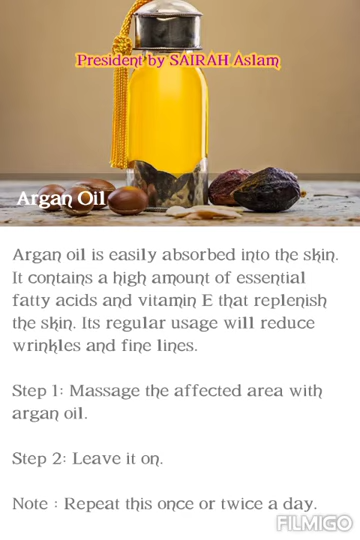 President by SAIRAH Aslam
Argan Oil
Argan oil is easily absorbed into the skin.
It contains a high amount of essential
fatty acids and vitamin E that replenish
the skin. Its regular usage will reduce
wrinkles and fine lines.
Step 1: Massage the affected area with
argan oil.
Step 2: Leave it on.
Note : Repeat this once or twice a day.
FILMIGO